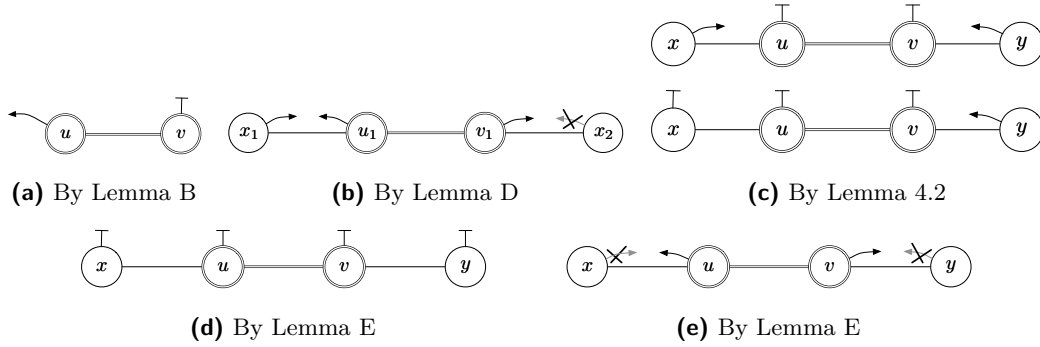 x u v y
u v x₁ u₁ v₁ x₂ x u v y
(a) By Lemma B (b) By Lemma D (c) By Lemma 4.2
x u v y x u v y
(d) By Lemma E (e) By Lemma E